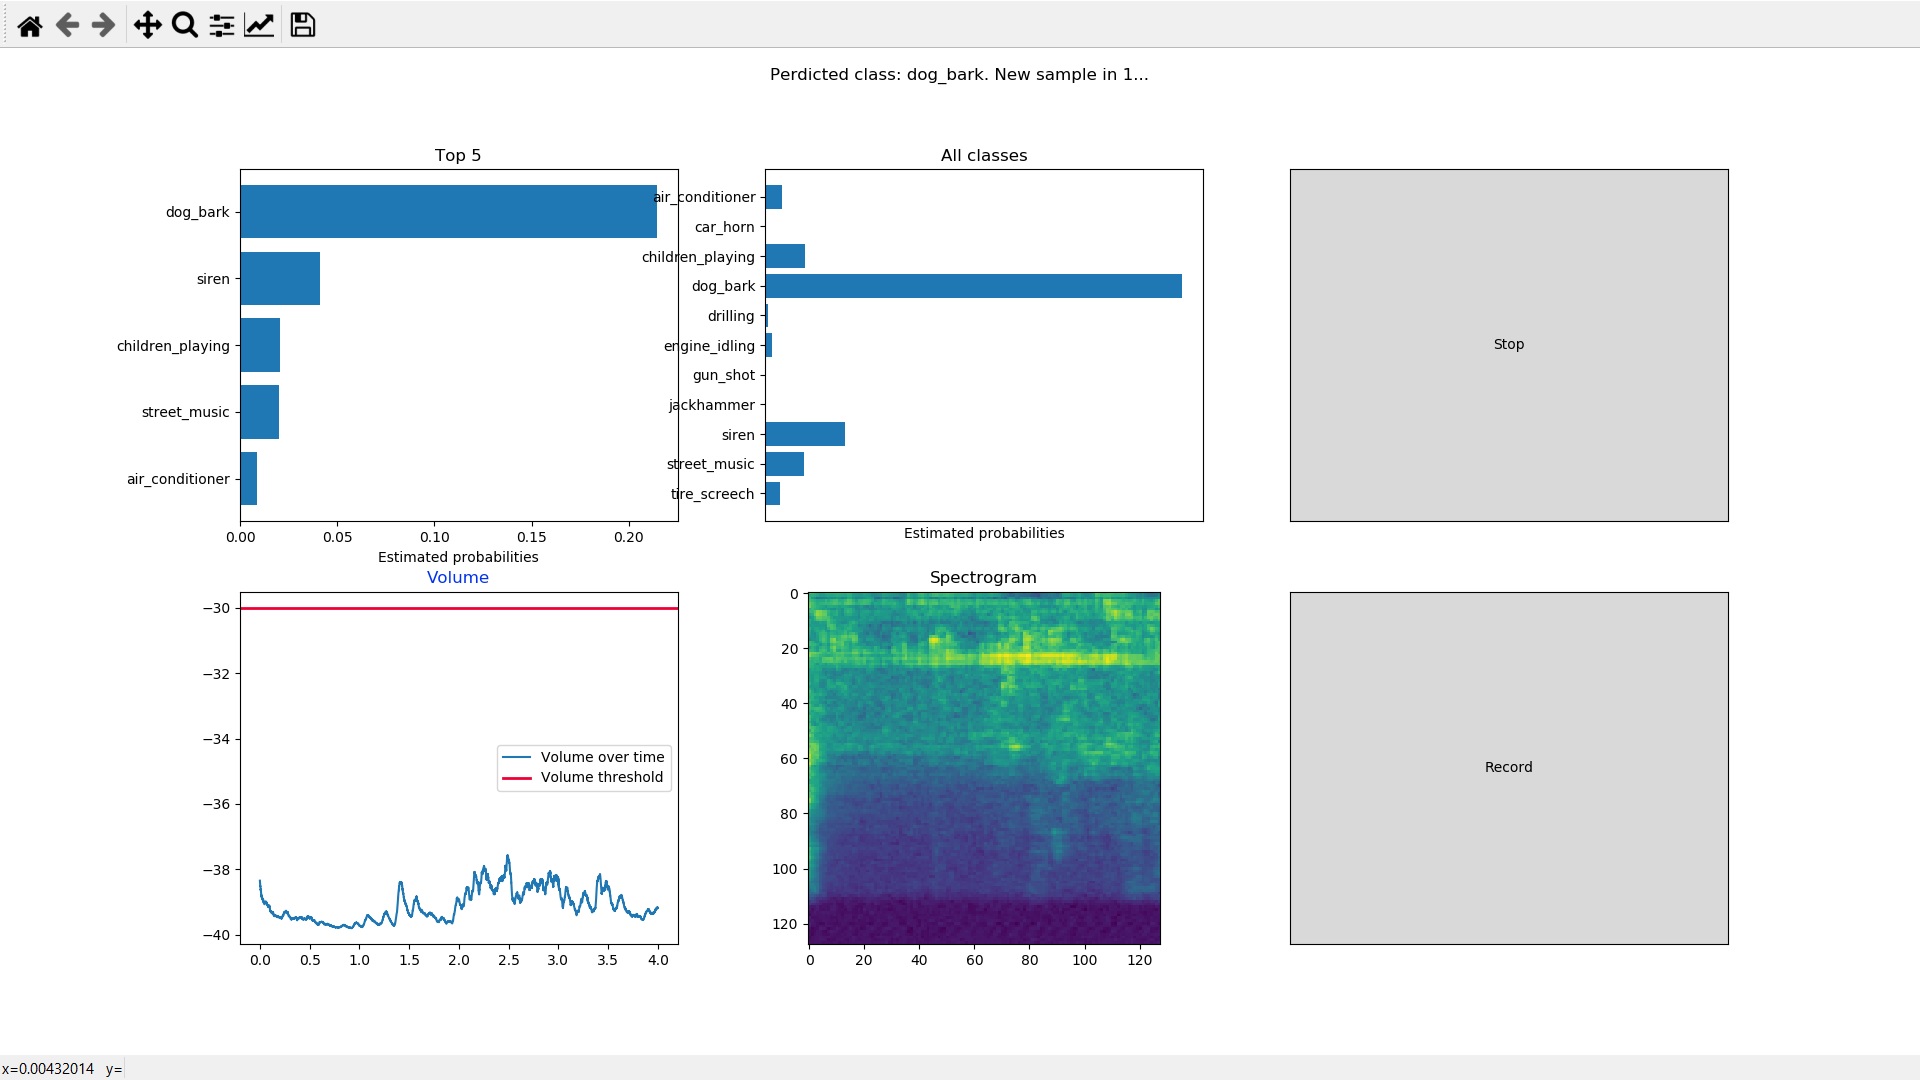 Perdicted class: dog_bark. New sample in 1...
Top 5
dog_bark
siren
children_playing
street_music
air_conditioner
0.00 0.05 0.10 0.15 0.20
Estimated probabilities
All classes
air_conditioner
car_horn
children_playing
dog_bark
drilling
engine_idling
gun_shot
jackhammer
siren
street_music
tire_screech
Estimated probabilities
Stop
Volume
−30
−32
−34
−36
−38
−40
Volume over time
Volume threshold
0.0 0.5 1.0 1.5 2.0 2.5 3.0 3.5 4.0
Spectrogram
0
20
40
60
80
100
120
0 20 40 60 80 100 120
Record
x=0.00432014 y=